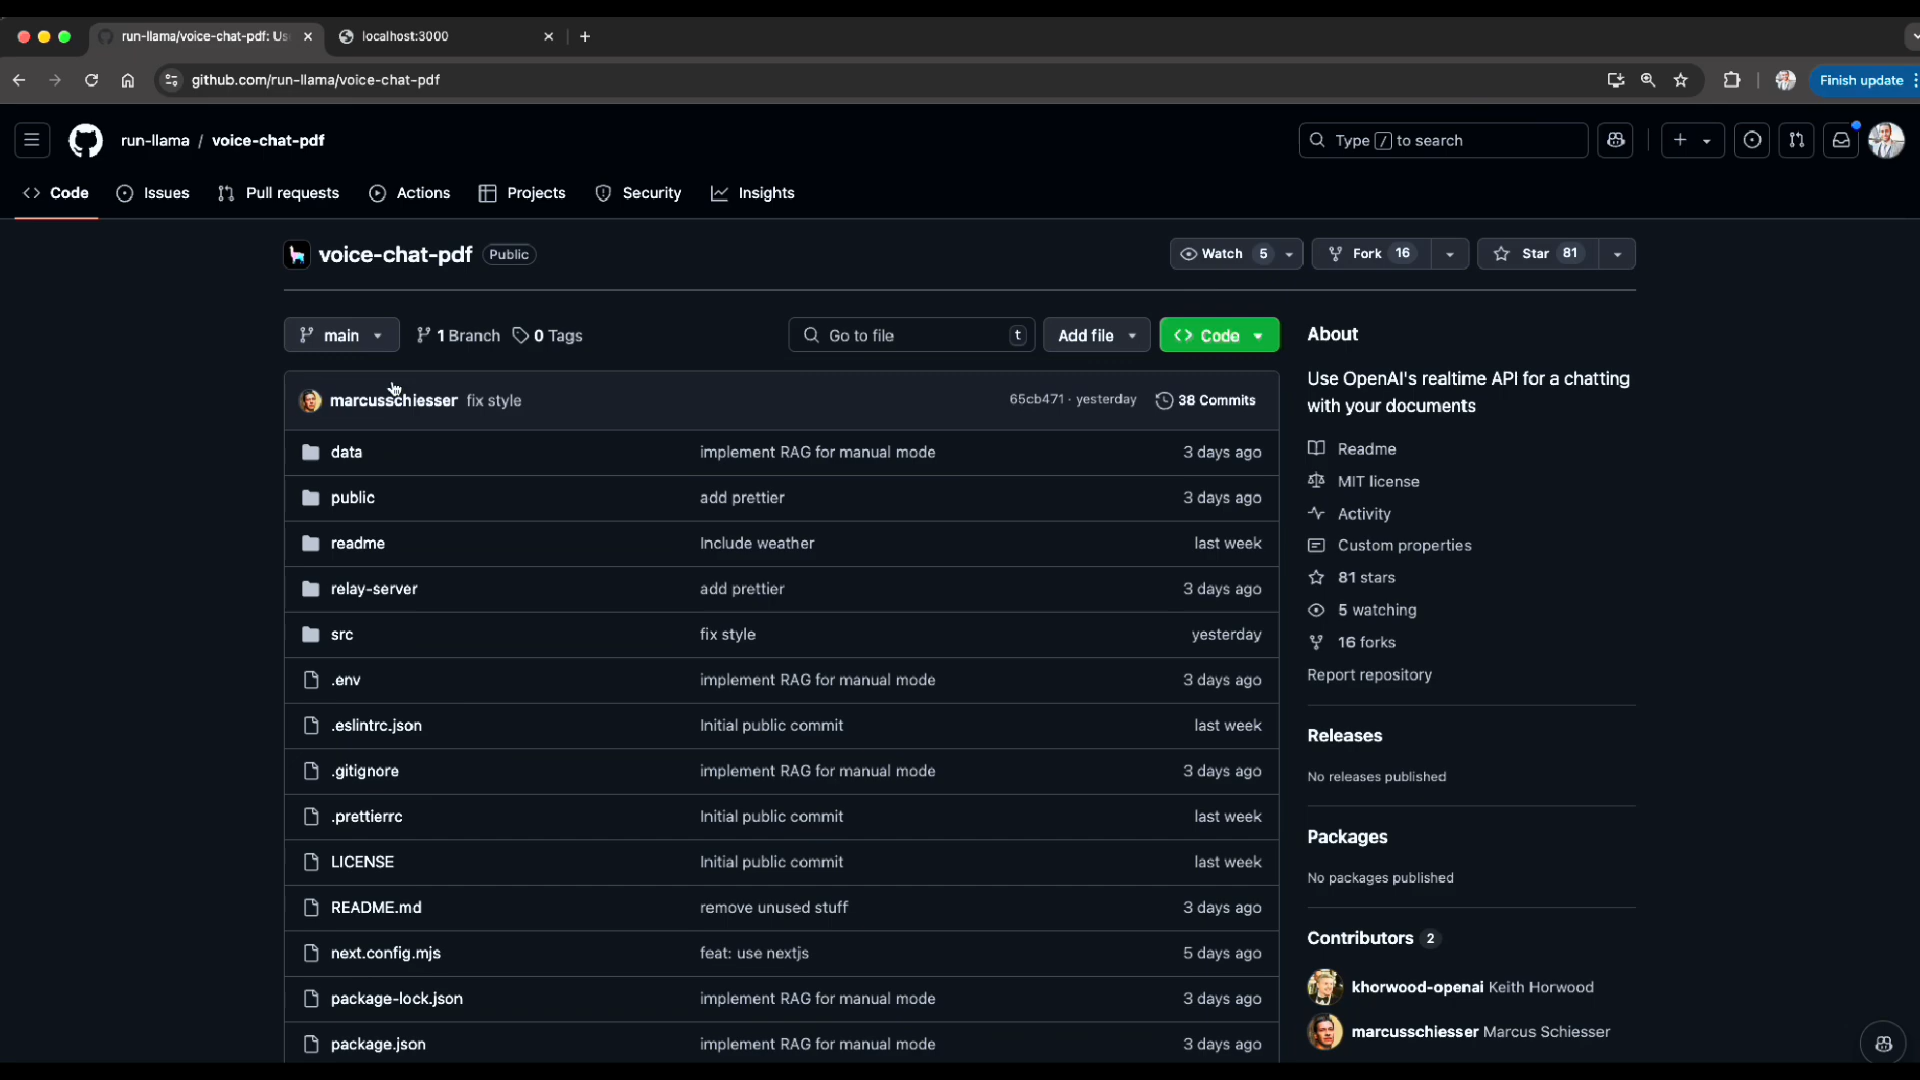 run-llama/voice-chat-pdf: Us
localhost:3000
github.com/run-llama/voice-chat-pdf
Finish update
run-llama / voice-chat-pdf
Type / to search
Code
Issues
Pull requests
Actions
Projects
Security
Insights
voice-chat-pdf Public
Watch 5
Fork 16
Star 81
main
1 Branch
0 Tags
Go to file t
Add file
Code
marcusschiesser fix style
65cb471 · yesterday
38 Commits
data implement RAG for manual mode 3 days ago
public add prettier 3 days ago
readme Include weather last week
relay-server add prettier 3 days ago
src fix style yesterday
.env implement RAG for manual mode 3 days ago
.eslintrc.json Initial public commit last week
.gitignore implement RAG for manual mode 3 days ago
.prettierrc Initial public commit last week
LICENSE Initial public commit last week
README.md remove unused stuff 3 days ago
next.config.mjs feat: use nextjs 5 days ago
package-lock.json implement RAG for manual mode 3 days ago
package.json implement RAG for manual mode 3 days ago
About
Use OpenAI's realtime API for a chatting
with your documents
Readme
MIT license
Activity
Custom properties
81 stars
5 watching
16 forks
Report repository
Releases
No releases published
Packages
No packages published
Contributors 2
khorwood-openai Keith Horwood
marcusschiesser Marcus Schiesser